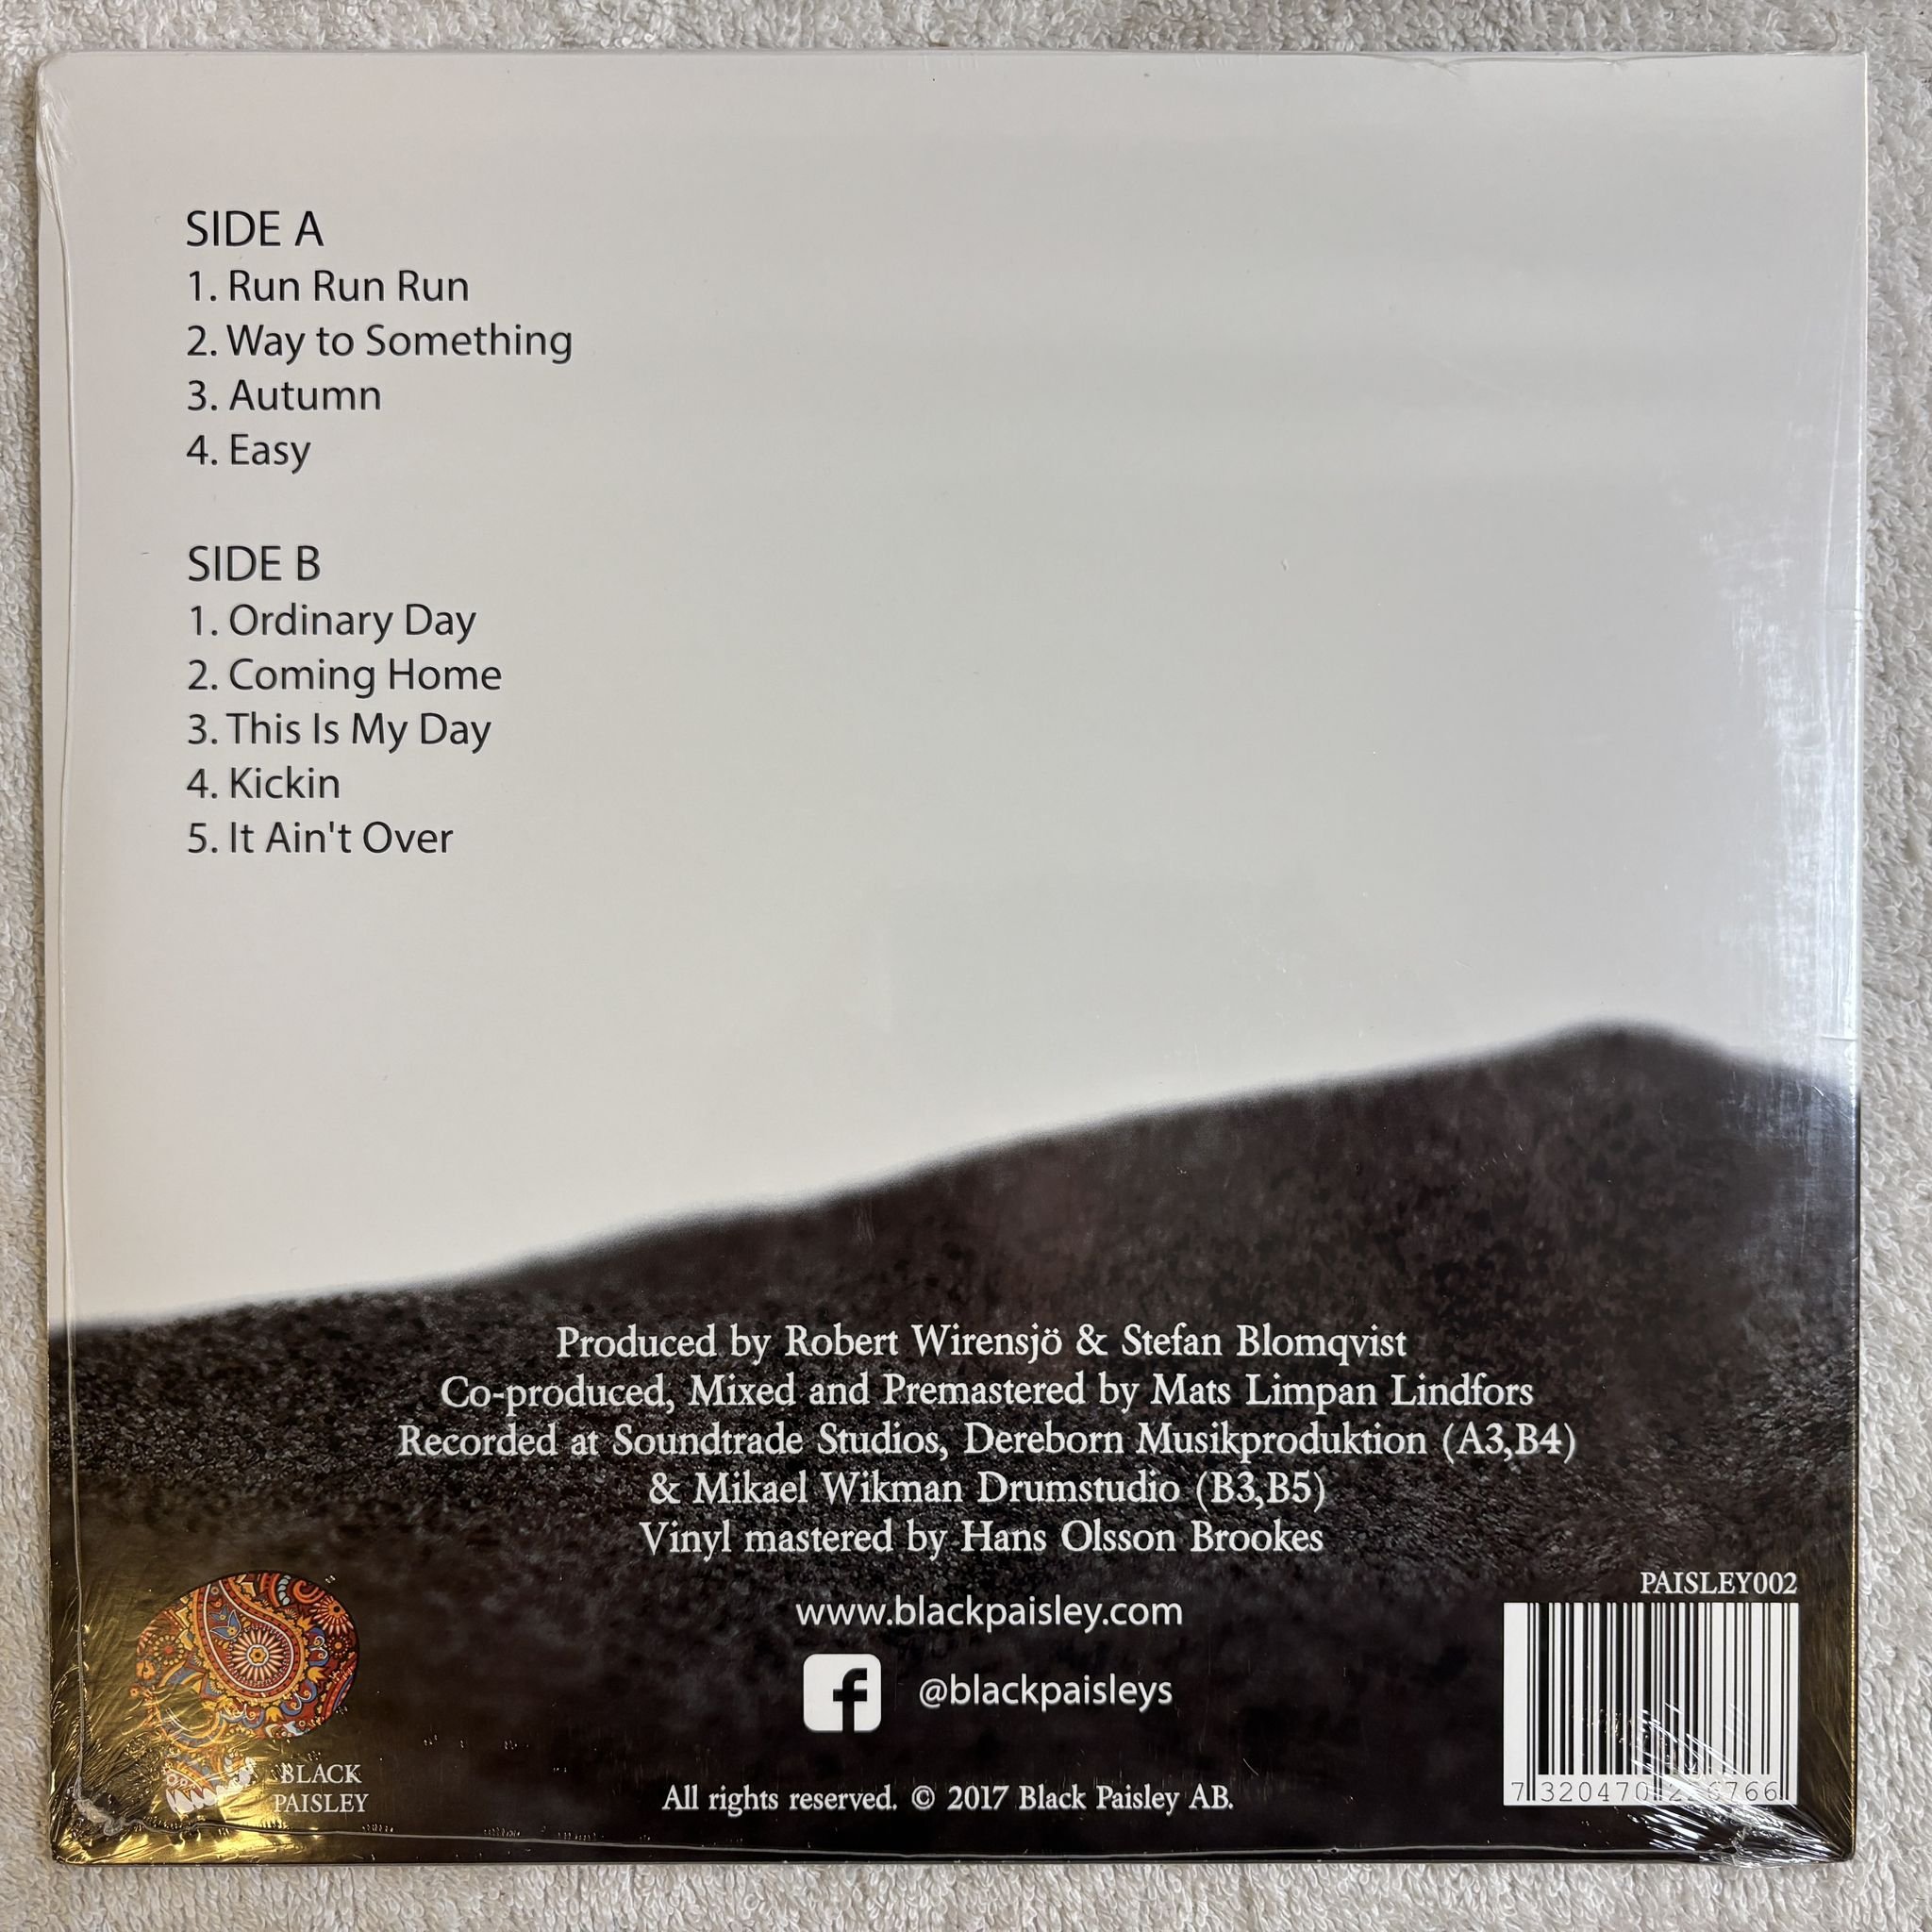 SIDE A
1. Run Run Run
2. Way to Something
3. Autumn
4. Easy
SIDE B
1. Ordinary Day
2. Coming Home
3. This Is My Day
4. Kickin
5. It Ain't Over
Produced by Robert Wirensjö & Stefan Blomqvist
Co-produced, Mixed and Premastered by Mats Limpan Lindfors
Recorded at Soundtrade Studios, Dereborn Musikproduktion (A3,B4)
& Mikael Wikman Drumstudio (B3,B5)
Vinyl mastered by Hans Olsson Brookes
www.blackpaisley.com
@blackpaisleys
BLACK
PAISLEY
All rights reserved. © 2017 Black Paisley AB.
PAISLEY002
7 320470